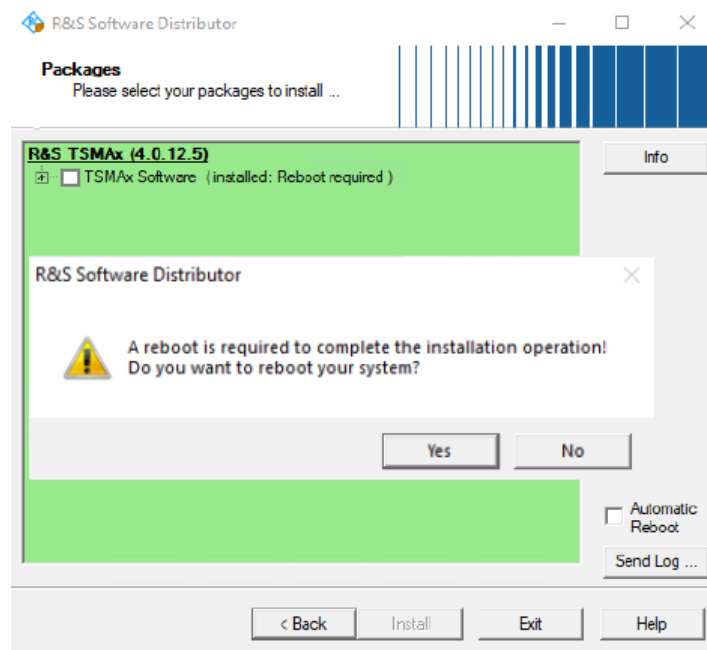 R&S Software Distributor
Packages
Please select your packages to install ...
R&S TSMAx (4.0.12.5)
Info
TSMAx Software (installed: Reboot required )
R&S Software Distributor
A reboot is required to complete the installation operation!
Do you want to reboot your system?
Yes
No
Automatic
Reboot
Send Log ...
< Back
Install
Exit
Help